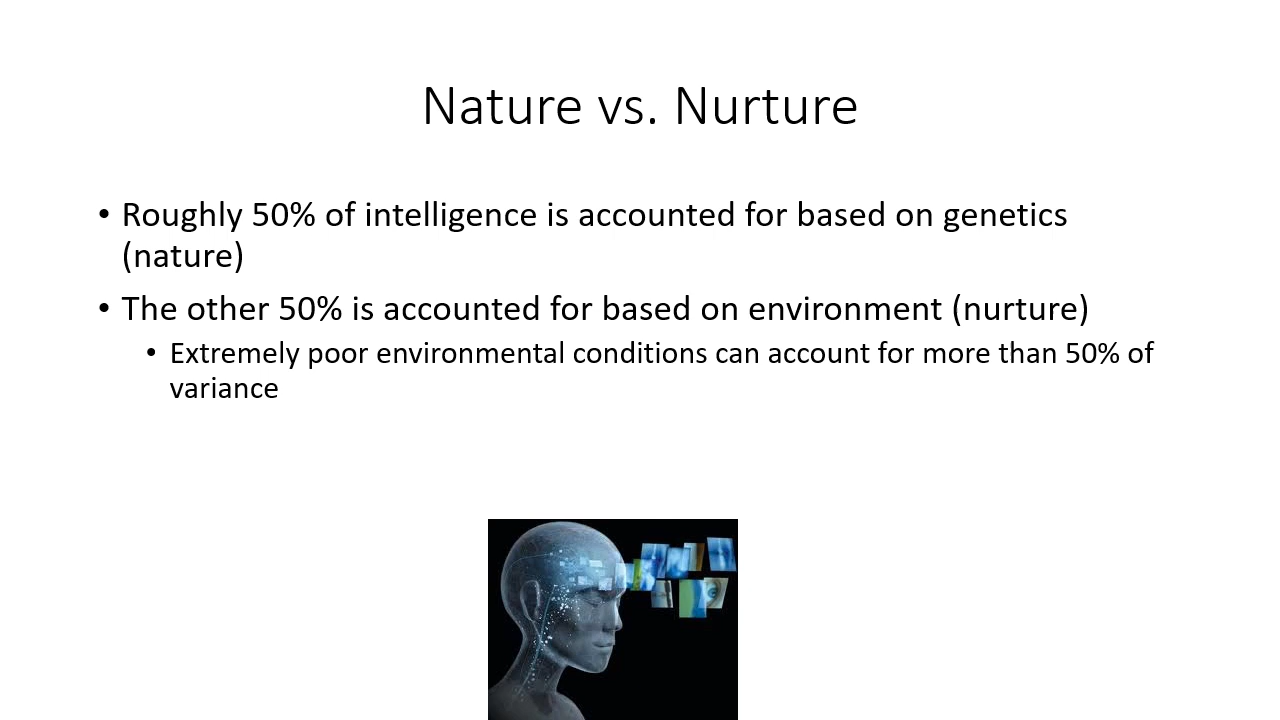 Nature vs. Nurture
• Roughly 50% of intelligence is accounted for based on genetics
(nature)
• The other 50% is accounted for based on environment (nurture)
• Extremely poor environmental conditions can account for more than 50% of
variance